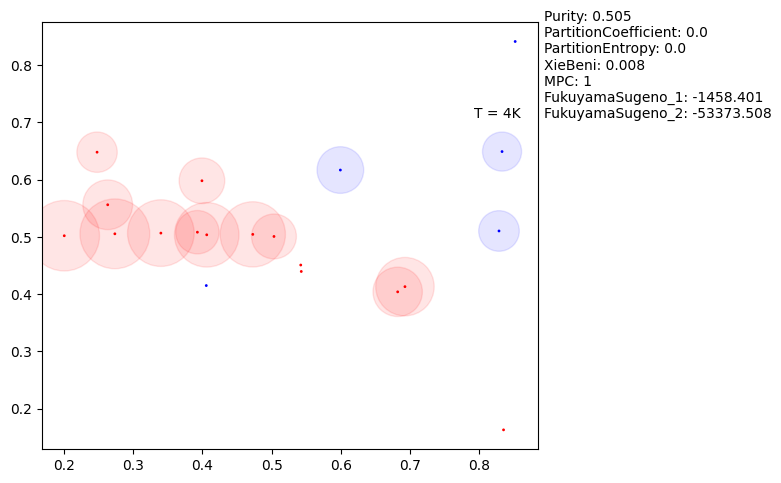 Purity: 0.505
PartitionCoefficient: 0.0
PartitionEntropy: 0.0
XieBeni: 0.008
MPC: 1
FukuyamaSugeno_1: -1458.401
FukuyamaSugeno_2: -53373.508
T = 4K
0.8
0.7
0.6
0.5
0.4
0.3
0.2
0.2 0.3 0.4 0.5 0.6 0.7 0.8